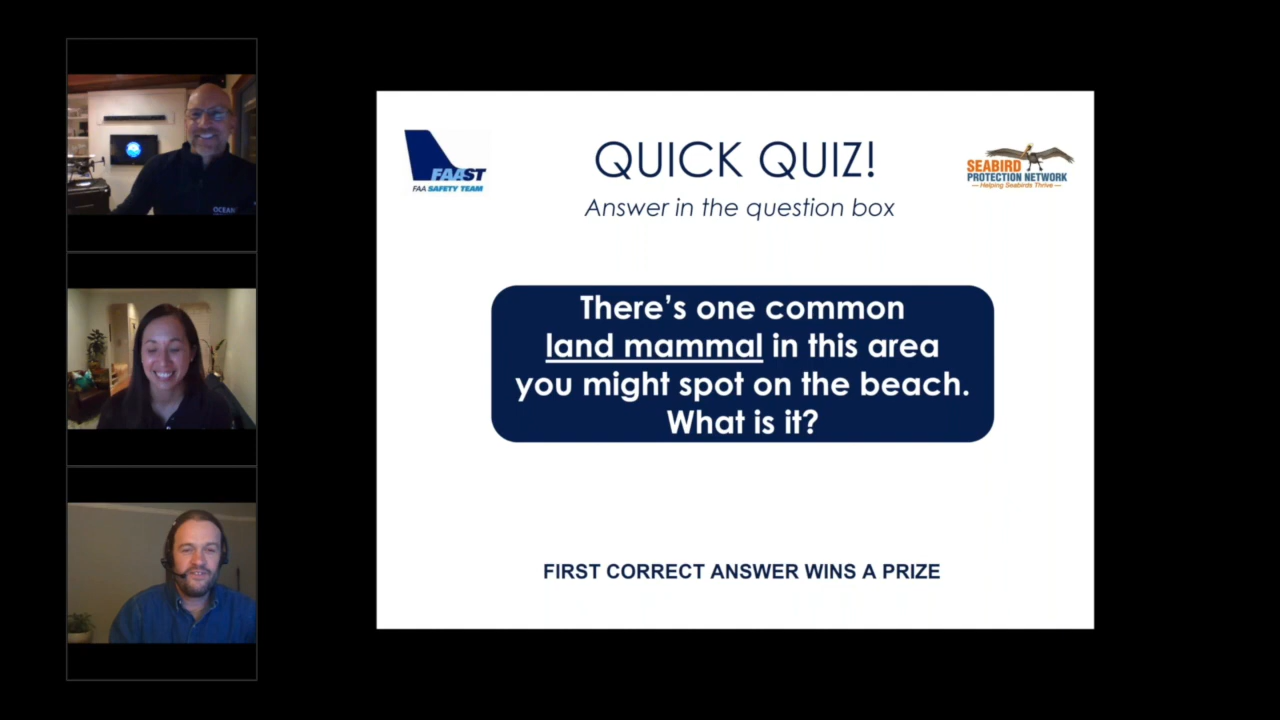 OCEAN
FAAST
FAA SAFETY TEAM
QUICK QUIZ!
Answer in the question box
SEABIRD
PROTECTION NETWORK
— Helping Seabirds Thrive —
There's one common
land mammal in this area
you might spot on the beach.
What is it?
FIRST CORRECT ANSWER WINS A PRIZE